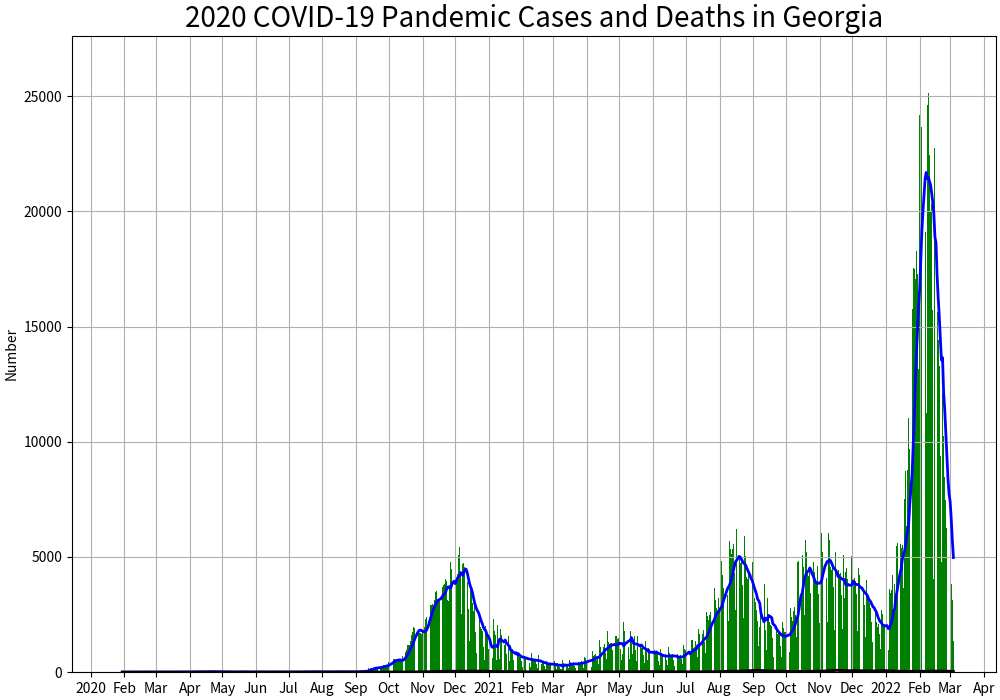 2020 COVID-19 Pandemic Cases and Deaths in Georgia
25000
20000
15000
10000
5000
0
Number
2020 Feb Mar Apr May Jun Jul Aug Sep Oct Nov Dec 2021 Feb Mar Apr May Jun Jul Aug Sep Oct Nov Dec 2022 Feb Mar Apr